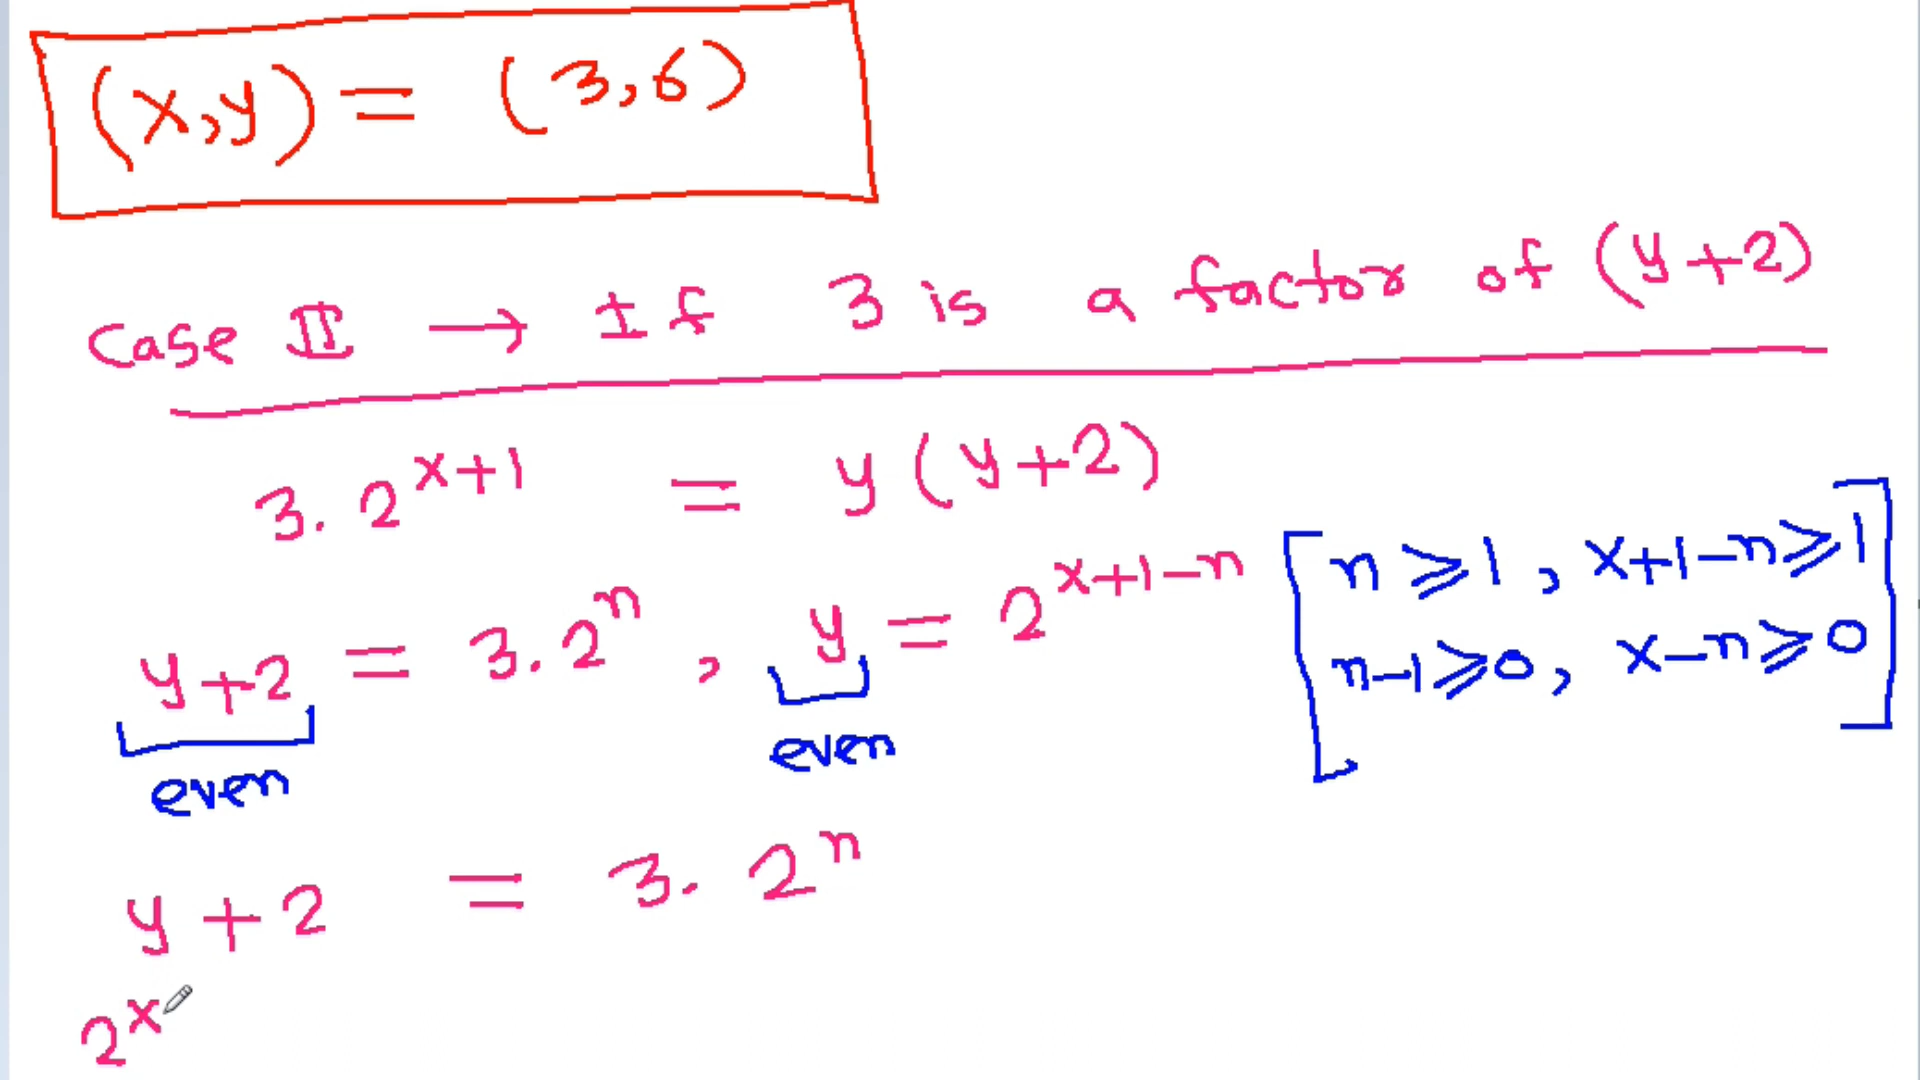 (x,y) = (3,6)
Case II → If 3 is a factor of (y+2)
3. 2^{x+1} = y(y+2)
y+2 = 3. 2^n , y = 2^{x+1-n} [n ≥ 1, x+1-n ≥ 1
n-1 ≥ 0, x-n ≥ 0]
even even
y+2 = 3. 2^n
2^x